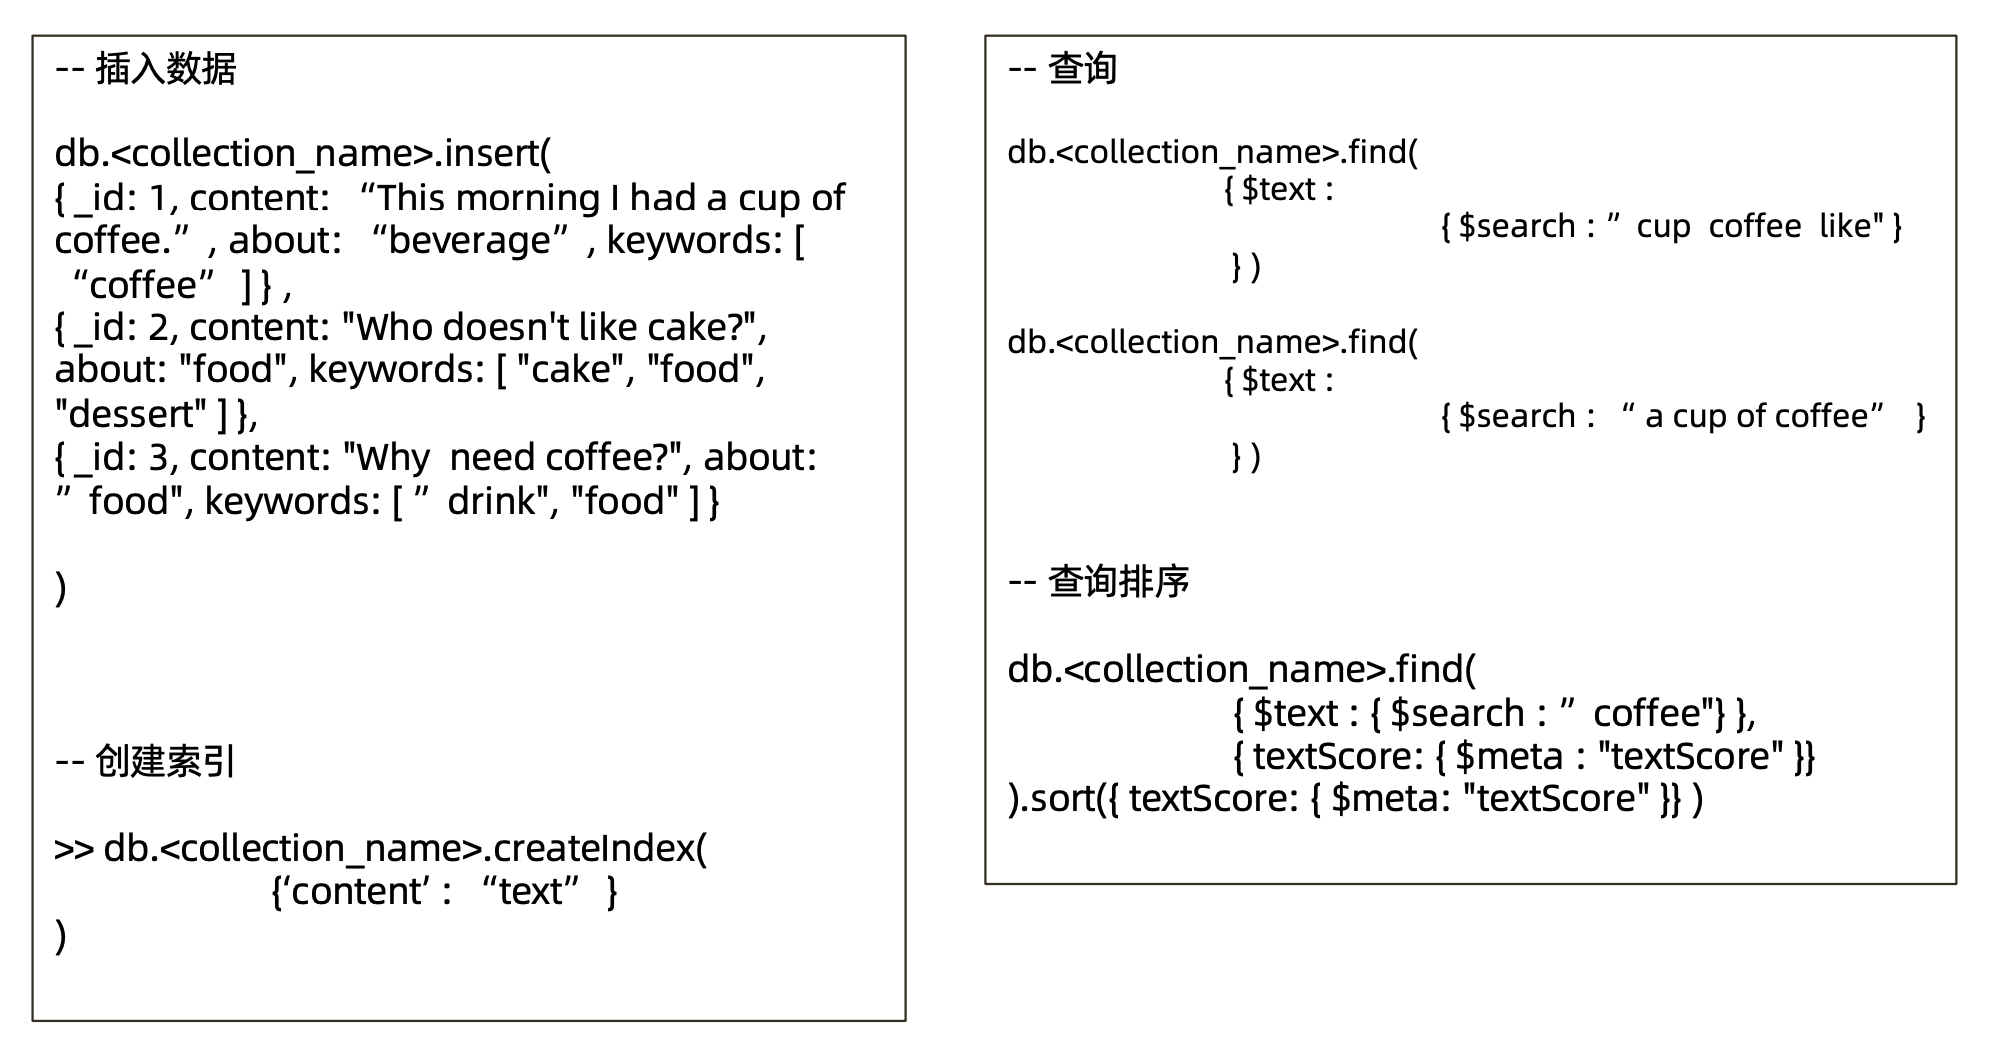 -- 插入数据
db.<collection_name>.insert(
{ _id: 1, content: “This morning I had a cup of
coffee.” , about: “beverage” , keywords: [
“coffee” ] } ,
{ _id: 2, content: "Who doesn't like cake?",
about: "food", keywords: [ "cake", "food",
"dessert" ] },
{ _id: 3, content: "Why need coffee?", about:
” food", keywords: [ ” drink", "food" ] }
)
-- 创建索引
>> db.<collection_name>.createIndex(
{‘content’ : “text” }
)
-- 查询
db.<collection_name>.find(
{ $text :
{ $search : ” cup coffee like" }
} )
db.<collection_name>.find(
{ $text :
{ $search : “ a cup of coffee” }
} )
-- 查询排序
db.<collection_name>.find(
{ $text : { $search : ” coffee"} },
{ textScore: { $meta : "textScore" }}
).sort({ textScore: { $meta: "textScore" }} )